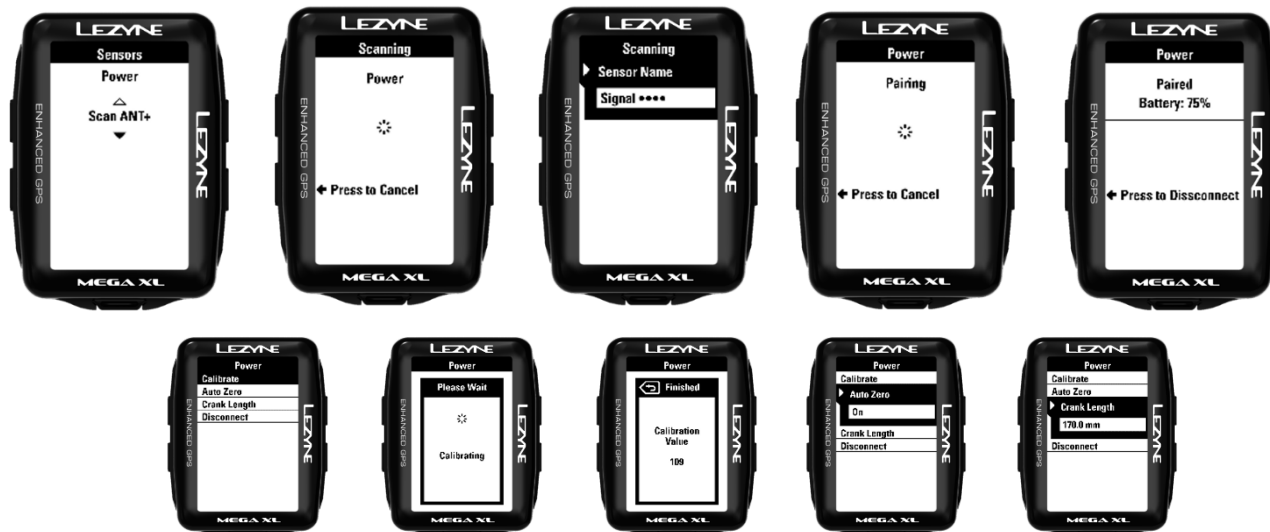 LEZYNE
Sensors
Power
Scan ANT+
ENHANCED GPS
LEZYNE
MEGA XL
LEZYNE
Scanning
Power
Press to Cancel
ENHANCED GPS
LEZYNE
MEGA XL
LEZYNE
Scanning
Sensor Name
Signal ••••
ENHANCED GPS
LEZYNE
MEGA XL
LEZYNE
Power
Pairing
Press to Cancel
ENHANCED GPS
LEZYNE
MEGA XL
LEZYNE
Power
Paired
Battery: 75%
Press to Dissconnect
ENHANCED GPS
LEZYNE
MEGA XL
LEZYNE
Power
Calibrate
Auto Zero
Crank Length
Disconnect
ENHANCED GPS
LEZYNE
MEGA XL
LEZYNE
Power
Please Wait
Calibrating
ENHANCED GPS
LEZYNE
MEGA XL
LEZYNE
Power
Finished
Calibration
Value
109
ENHANCED GPS
LEZYNE
MEGA XL
LEZYNE
Power
Calibrate
Auto Zero
On
Crank Length
Disconnect
ENHANCED GPS
LEZYNE
MEGA XL
LEZYNE
Power
Calibrate
Auto Zero
Crank Length
170.0 mm
Disconnect
ENHANCED GPS
LEZYNE
MEGA XL